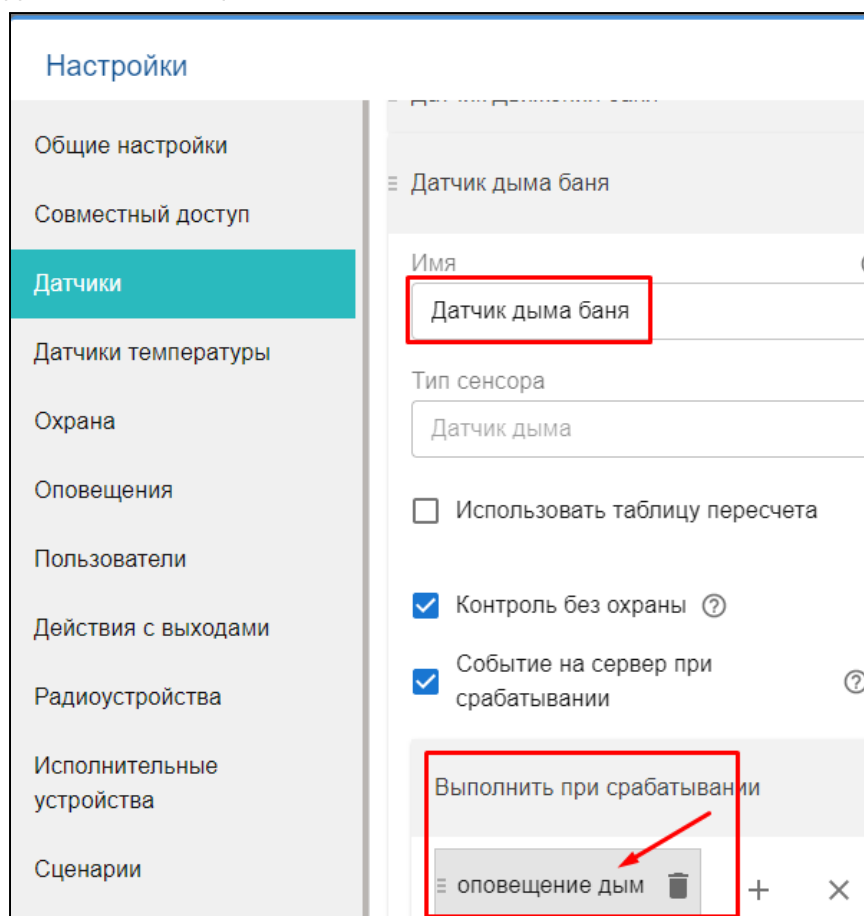 Настройки
Общие настройки
Совместный доступ
Датчики
Датчики температуры
Охрана
Оповещения
Пользователи
Действия с выходами
Радиоустройства
Исполнительные
устройства
Сценарии
Датчик дыма баня
Имя
Датчик дыма баня
Тип сенсора
Датчик дыма
Использовать таблицу пересчета
Контроль без охраны
Событие на сервер при
срабатывании
Выполнить при срабатывании
оповещение дым